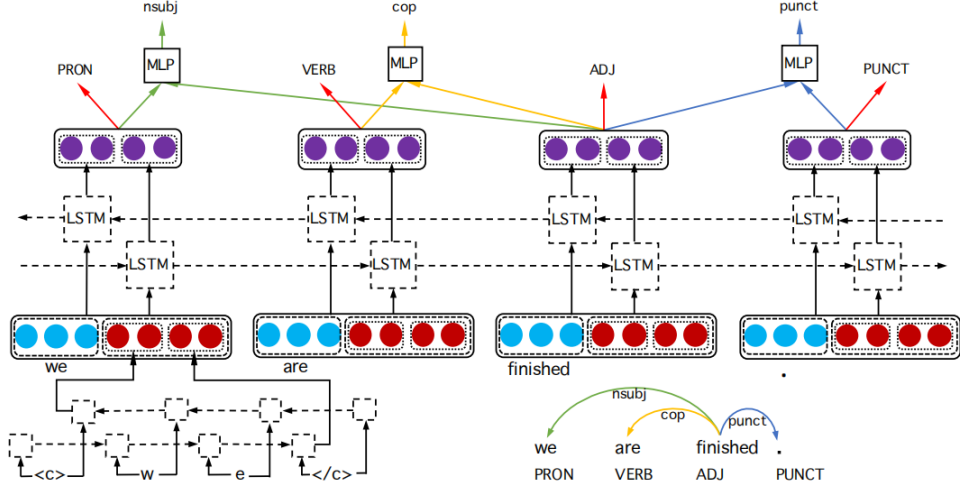 nsubj cop punct
MLP MLP MLP
PRON VERB ADJ PUNCT
LSTM LSTM LSTM LSTM
LSTM LSTM LSTM LSTM
we are finished .
<c> w e </c>
nsubj
cop punct
we are finished .
PRON VERB ADJ PUNCT